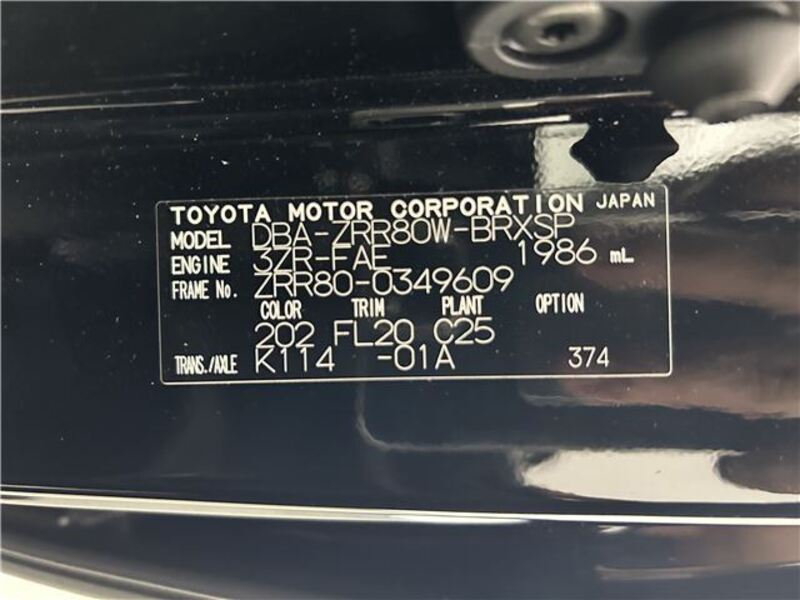 TOYOTA MOTOR CORPORATION JAPAN
MODEL DBA-ZRR80W-BRXSP
ENGINE 3ZR-FAE 1986 mL
FRAME No. ZRR80-0349609
COLOR TRIM PLANT OPTION
202 FL20 C25
TRANS./AXLE K114 -01A 374